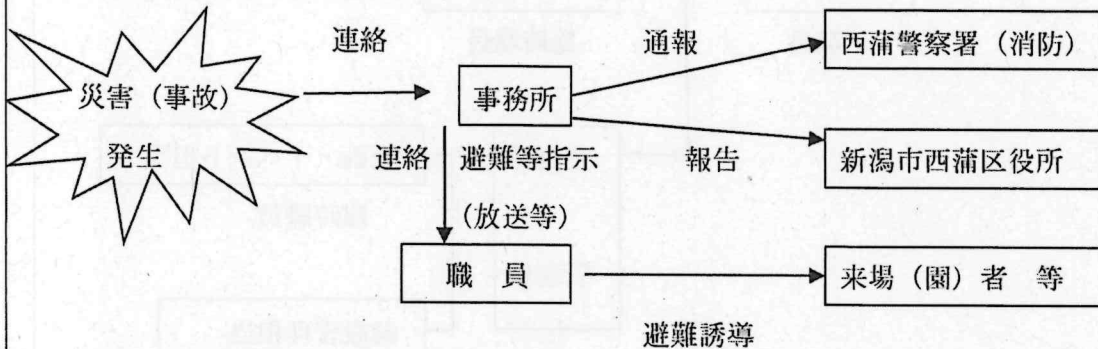 連絡
通報
西蒲警察署（消防）
災害（事故）
発生
事務所
連絡
避難等指示
（放送等）
報告
新潟市西蒲区役所
職　員
来場（園）者　等
避難誘導